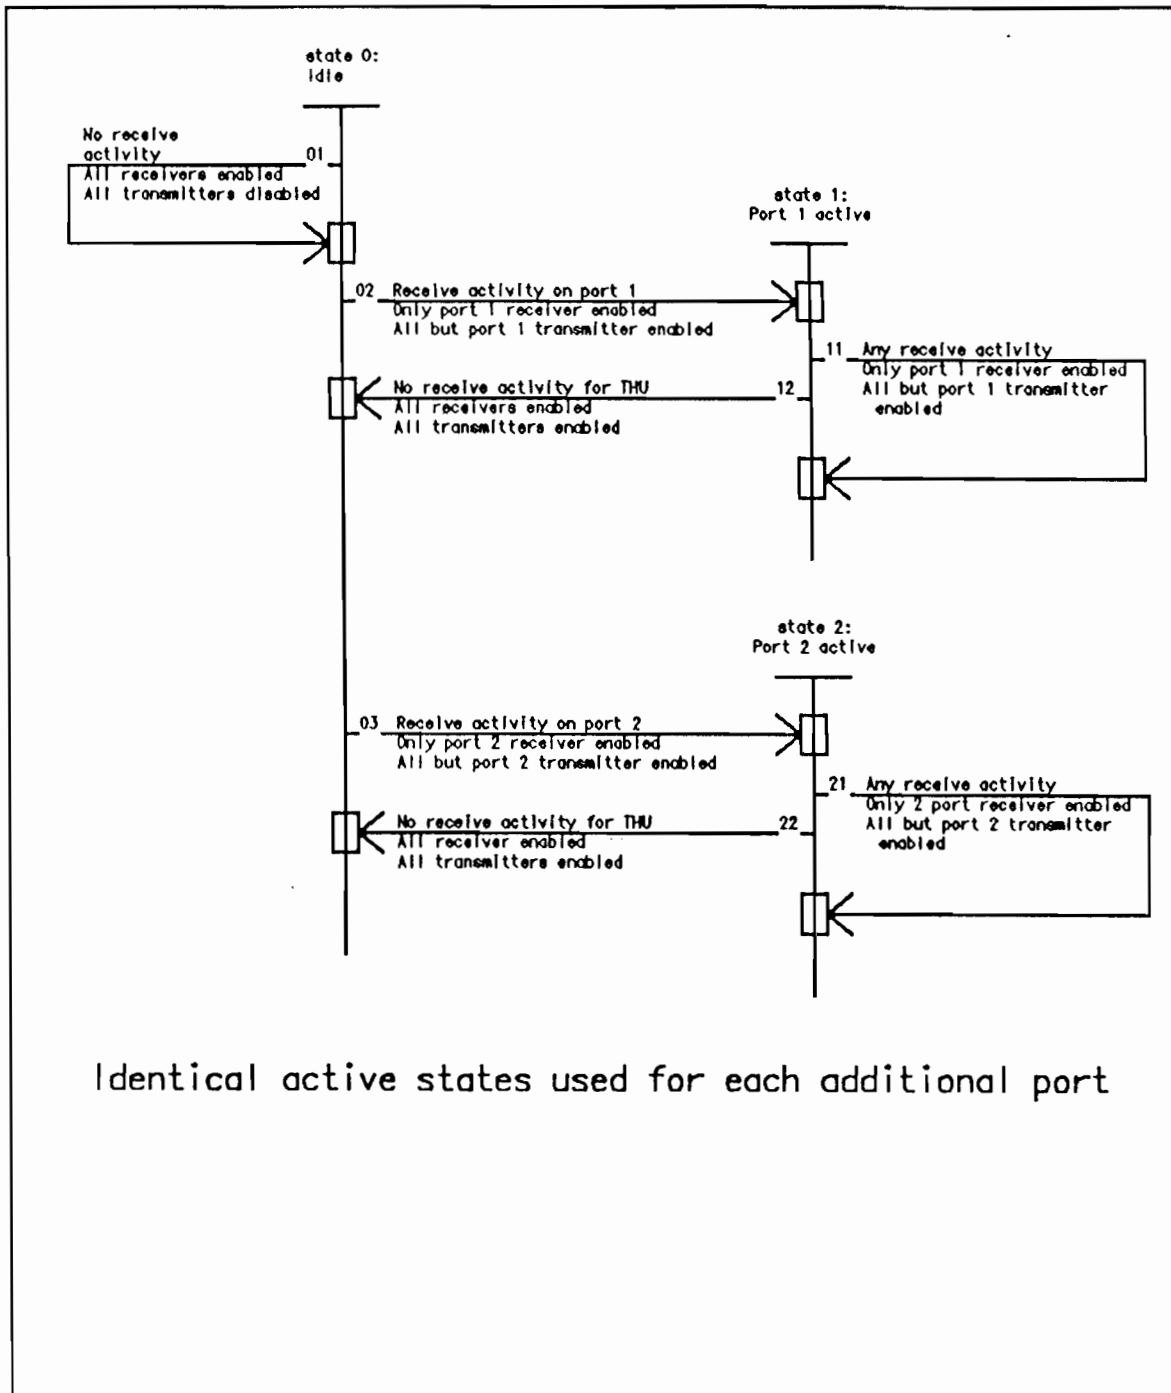 state 0:
idle
No receive
activity
01
All receivers enabled
All transmitters disabled
state 1:
Port 1 active
02
Receive activity on port 1
Only port 1 receiver enabled
All but port 1 transmitter enabled
11
Any receive activity
Only port 1 receiver enabled
All but port 1 transmitter
enabled
No receive activity for THU
12
All receivers enabled
All transmitters enabled
state 2:
Port 2 active
03
Receive activity on port 2
Only port 2 receiver enabled
All but port 2 transmitter enabled
21
Any receive activity
Only 2 port receiver enabled
All but port 2 transmitter
enabled
No receive activity for THU
22
All receiver enabled
All transmitters enabled
Identical active states used for each additional port